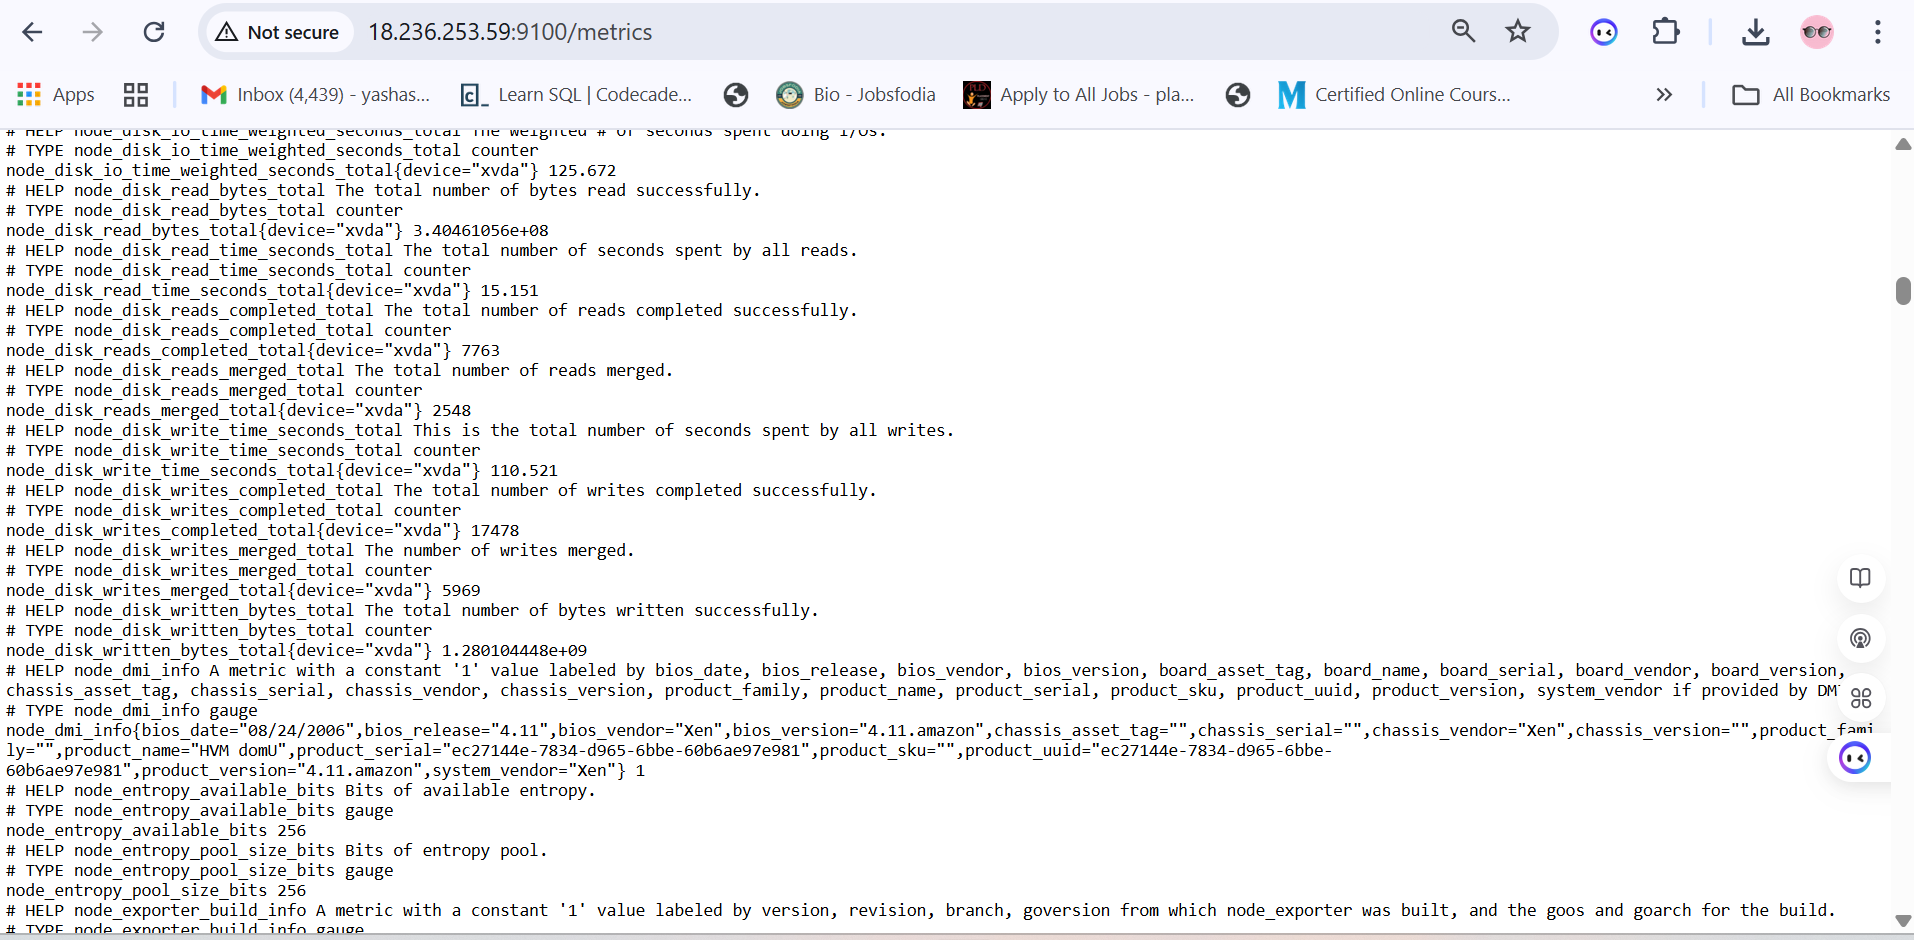 Not secure 18.236.253.59:9100/metrics
Apps Inbox (4,439) - yashas... Learn SQL | Codecade... Bio - Jobsfodia Apply to All Jobs - pla... Certified Online Cours... All Bookmarks
# HELP node_disk_io_time_weighted_seconds_total The weighted # of seconds spent doing I/Os.
# TYPE node_disk_io_time_weighted_seconds_total counter
node_disk_io_time_weighted_seconds_total{device="xvda"} 125.672
# HELP node_disk_read_bytes_total The total number of bytes read successfully.
# TYPE node_disk_read_bytes_total counter
node_disk_read_bytes_total{device="xvda"} 3.40461056e+08
# HELP node_disk_read_time_seconds_total The total number of seconds spent by all reads.
# TYPE node_disk_read_time_seconds_total counter
node_disk_read_time_seconds_total{device="xvda"} 15.151
# HELP node_disk_reads_completed_total The total number of reads completed successfully.
# TYPE node_disk_reads_completed_total counter
node_disk_reads_completed_total{device="xvda"} 7763
# HELP node_disk_reads_merged_total The total number of reads merged.
# TYPE node_disk_reads_merged_total counter
node_disk_reads_merged_total{device="xvda"} 2548
# HELP node_disk_write_time_seconds_total This is the total number of seconds spent by all writes.
# TYPE node_disk_write_time_seconds_total counter
node_disk_write_time_seconds_total{device="xvda"} 110.521
# HELP node_disk_writes_completed_total The total number of writes completed successfully.
# TYPE node_disk_writes_completed_total counter
node_disk_writes_completed_total{device="xvda"} 17478
# HELP node_disk_writes_merged_total The number of writes merged.
# TYPE node_disk_writes_merged_total counter
node_disk_writes_merged_total{device="xvda"} 5969
# HELP node_disk_written_bytes_total The total number of bytes written successfully.
# TYPE node_disk_written_bytes_total counter
node_disk_written_bytes_total{device="xvda"} 1.280104448e+09
# HELP node_dmi_info A metric with a constant '1' value labeled by bios_date, bios_release, bios_vendor, bios_version, board_asset_tag, board_name, board_serial, board_vendor, board_version,
chassis_asset_tag, chassis_serial, chassis_vendor, chassis_version, product_family, product_name, product_serial, product_sku, product_uuid, product_version, system_vendor if provided by
# TYPE node_dmi_info gauge
node_dmi_info{bios_date="08/24/2006",bios_release="4.11",bios_vendor="Xen",bios_version="4.11.amazon",chassis_asset_tag="",chassis_serial="",chassis_vendor="Xen",chassis_version="",product_fami
ly="",product_name="HVM domU",product_serial="ec27144e-7834-d965-6bbe-60b6ae97e981",product_sku="",product_uuid="ec27144e-7834-d965-6bbe-
60b6ae97e981",product_version="4.11.amazon",system_vendor="Xen"} 1
# HELP node_entropy_available_bits Bits of available entropy.
# TYPE node_entropy_available_bits gauge
node_entropy_available_bits 256
# HELP node_entropy_pool_size_bits Bits of entropy pool.
# TYPE node_entropy_pool_size_bits gauge
node_entropy_pool_size_bits 256
# HELP node_exporter_build_info A metric with a constant '1' value labeled by version, revision, branch, goversion from which node_exporter was built, and the goos and goarch for the build.
# TYPE node_exporter_build_info gauge